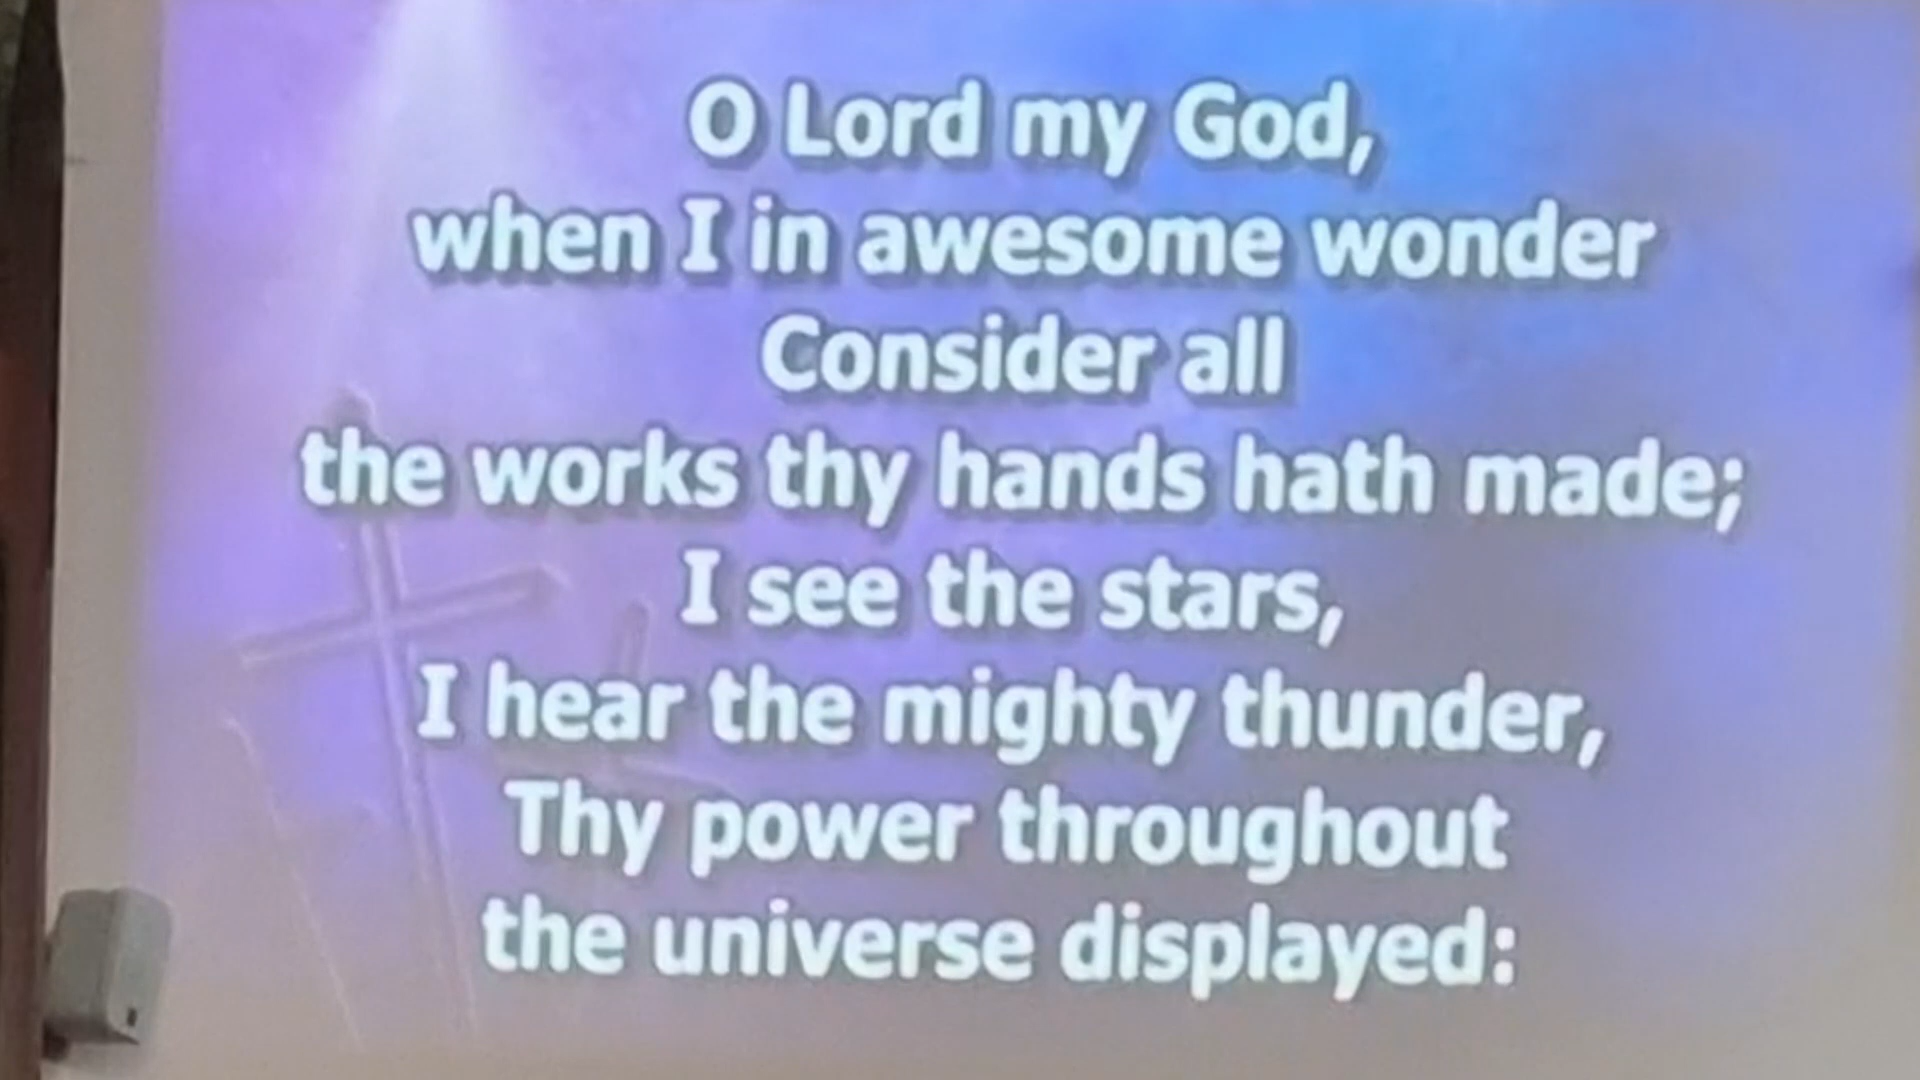 O Lord my God,
when I in awesome wonder
Consider all
the works thy hands hath made;
I see the stars,
I hear the mighty thunder,
Thy power throughout
the universe displayed: